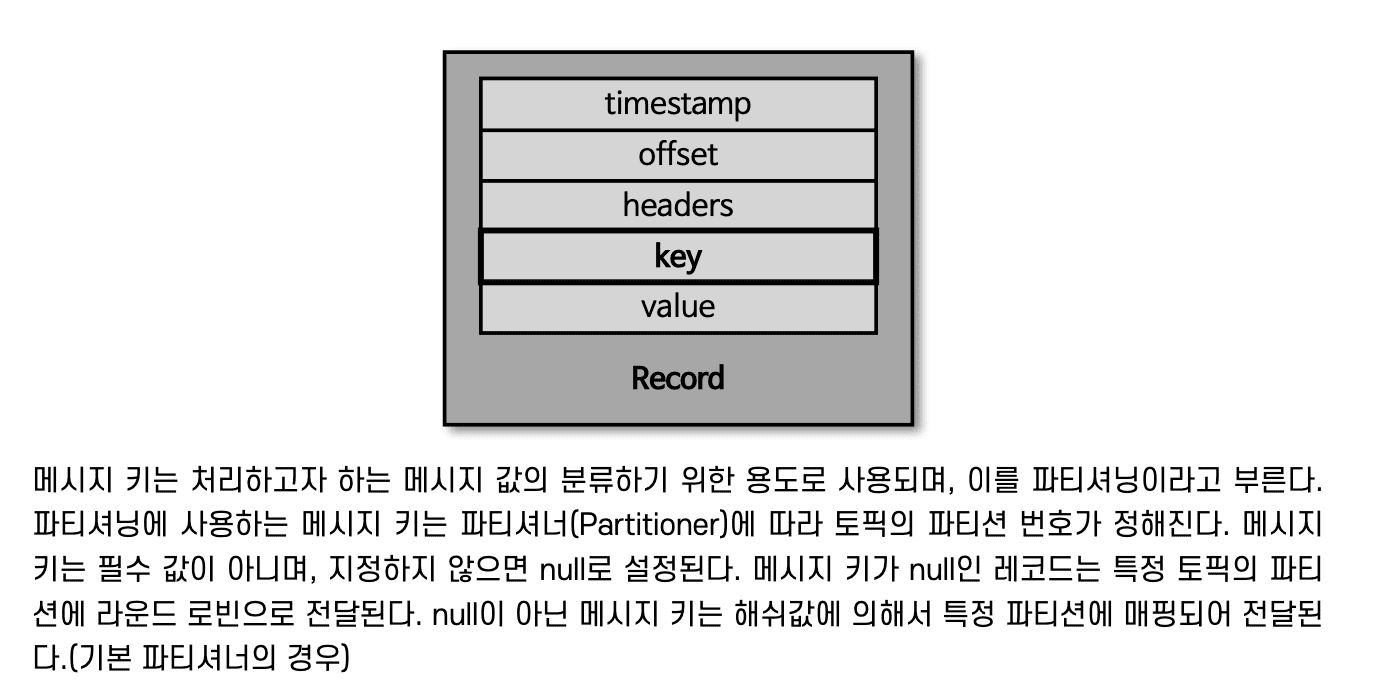 timestamp
offset
headers
key
value
Record
메시지 키는 처리하고자 하는 메시지 값의 분류하기 위한 용도로 사용되며, 이를 파티셔닝이라고 부른다.
파티셔닝에 사용하는 메시지 키는 파티셔너(Partitioner)에 따라 토픽의 파티션 번호가 정해진다. 메시지
키는 필수 값이 아니며, 지정하지 않으면 null로 설정된다. 메시지 키가 null인 레코드는 특정 토픽의 파티
션에 라운드 로빈으로 전달된다. null이 아닌 메시지 키는 해쉬값에 의해서 특정 파티션에 매핑되어 전달된
다.(기본 파티셔너의 경우)